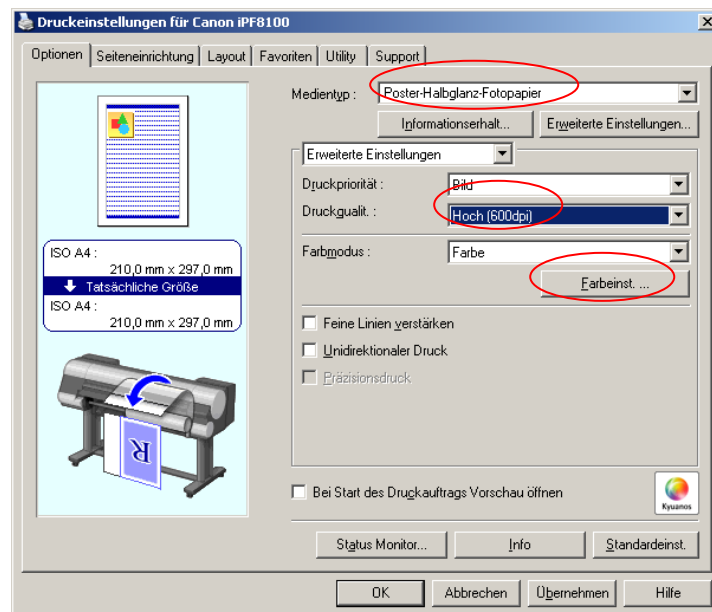 Druckeinstellungen für Canon iPF8100
Optionen Seiteneinrichtung Layout Favoriten Utility Support
Medientyp : Poster-Halbglanz-Fotopapier
Informationserhalt... Erweiterte Einstellungen...
Erweiterte Einstellungen
Druckpriorität : Bild
Druckqualit. : Hoch (600dpi)
Farbmodus : Farbe
Farbeinst. ...
ISO A4 :
210,0 mm x 297,0 mm
Tatsächliche Größe
ISO A4 :
210,0 mm x 297,0 mm
Feine Linien verstärken
Unidirektionaler Druck
Präzisionsdruck
R
Bei Start des Druckauftrags Vorschau öffnen
Kyuanos
Status Monitor... Info Standardeinst.
OK Abbrechen Übernehmen Hilfe